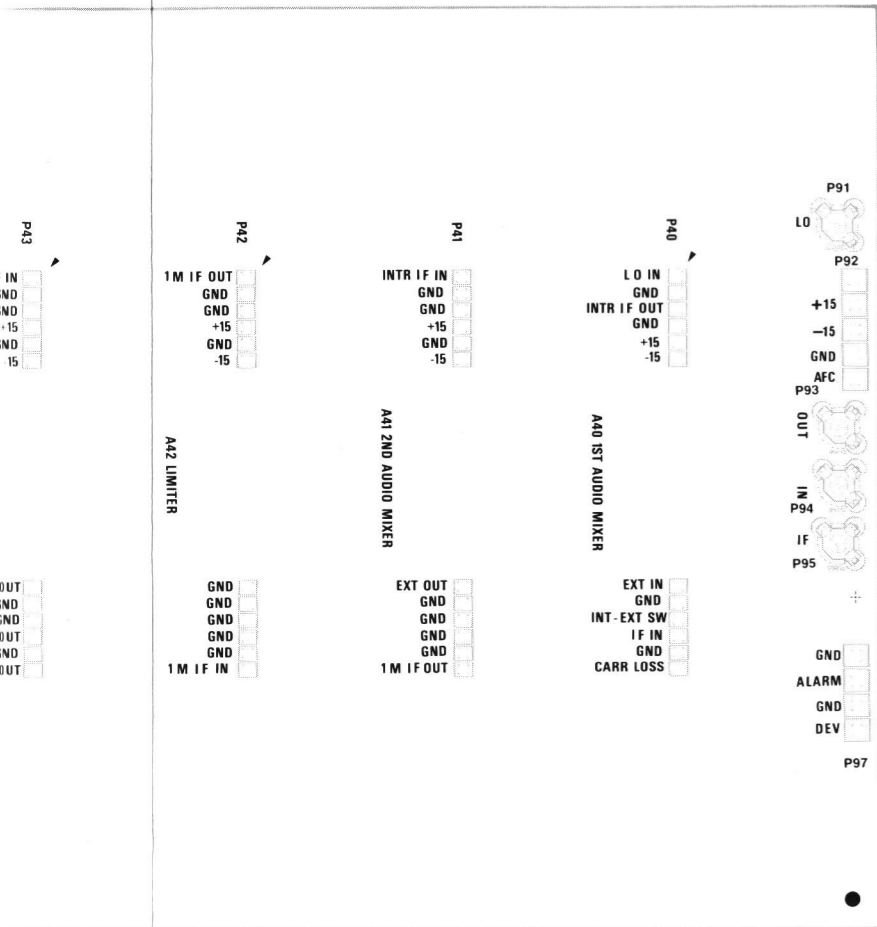 P43
IN
GND
GND
+15
GND
-15
OUT
GND
GND
OUT
GND
OUT
P42
1M IF OUT
GND
GND
+15
GND
-15
A42 LIMITER
GND
GND
GND
GND
GND
1M IF IN
P41
INTR IF IN
GND
GND
+15
GND
-15
A41 2ND AUDIO MIXER
EXT OUT
GND
GND
GND
GND
1M IF OUT
P40
LO IN
GND
INTR IF OUT
GND
+15
-15
A40 1ST AUDIO MIXER
EXT IN
GND
INT-EXT SW
IF IN
GND
CARR LOSS
P91
LO
P92
+15
–15
GND
AFC
P93
OUT
IN
P94
IF
P95
GND
ALARM
GND
DEV
P97